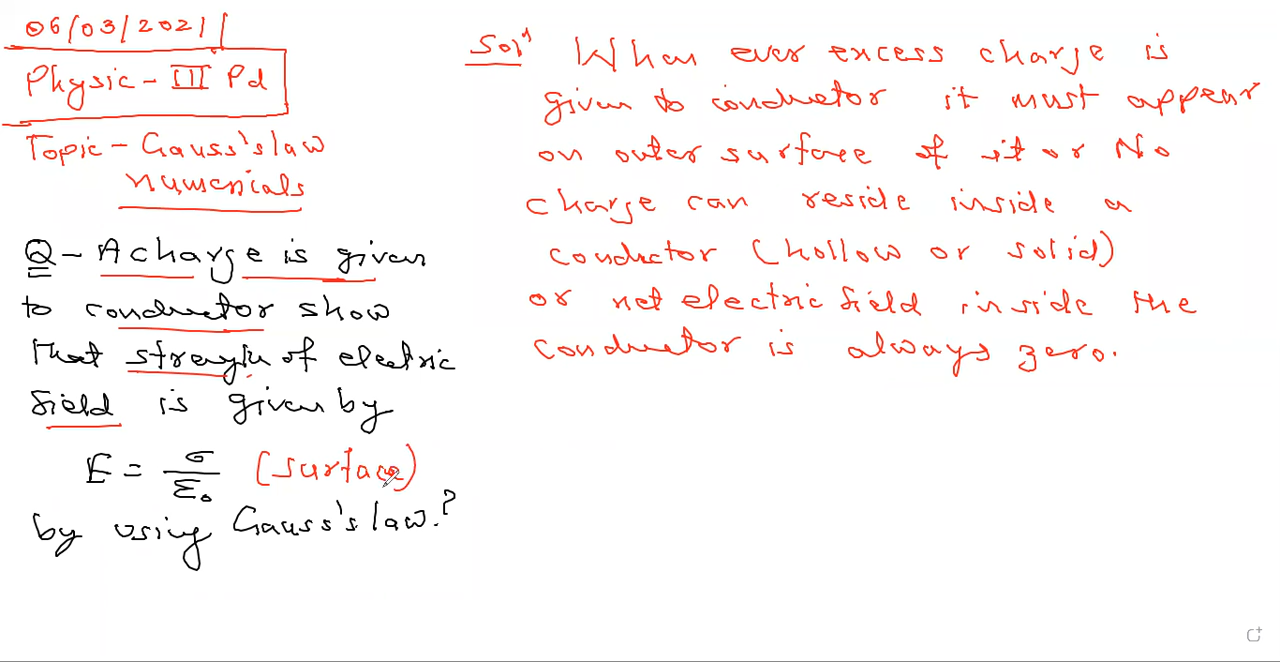 06/03/2021
Physic - III Pd
Topic - Gauss's law
numericals
Q - A charge is given
to conductor show
that strength of electric
field is given by
E = σ/ε₀ (surface)
by using Gauss's law.?
Solⁿ When ever excess charge is
given to conductor it must appear
on outer surface of it or No
charge can reside inside a
conductor (hollow or solid)
or net electric field inside the
conductor is always zero.